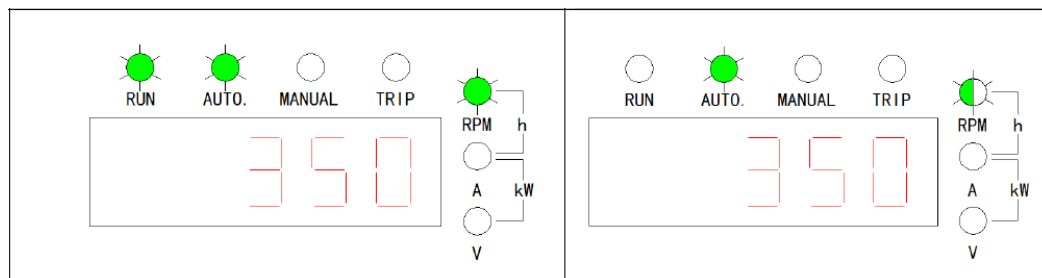 RUN AUTO. MANUAL TRIP
RPM h
350
A kW
V
RUN AUTO. MANUAL TRIP
RPM h
350
A kW
V